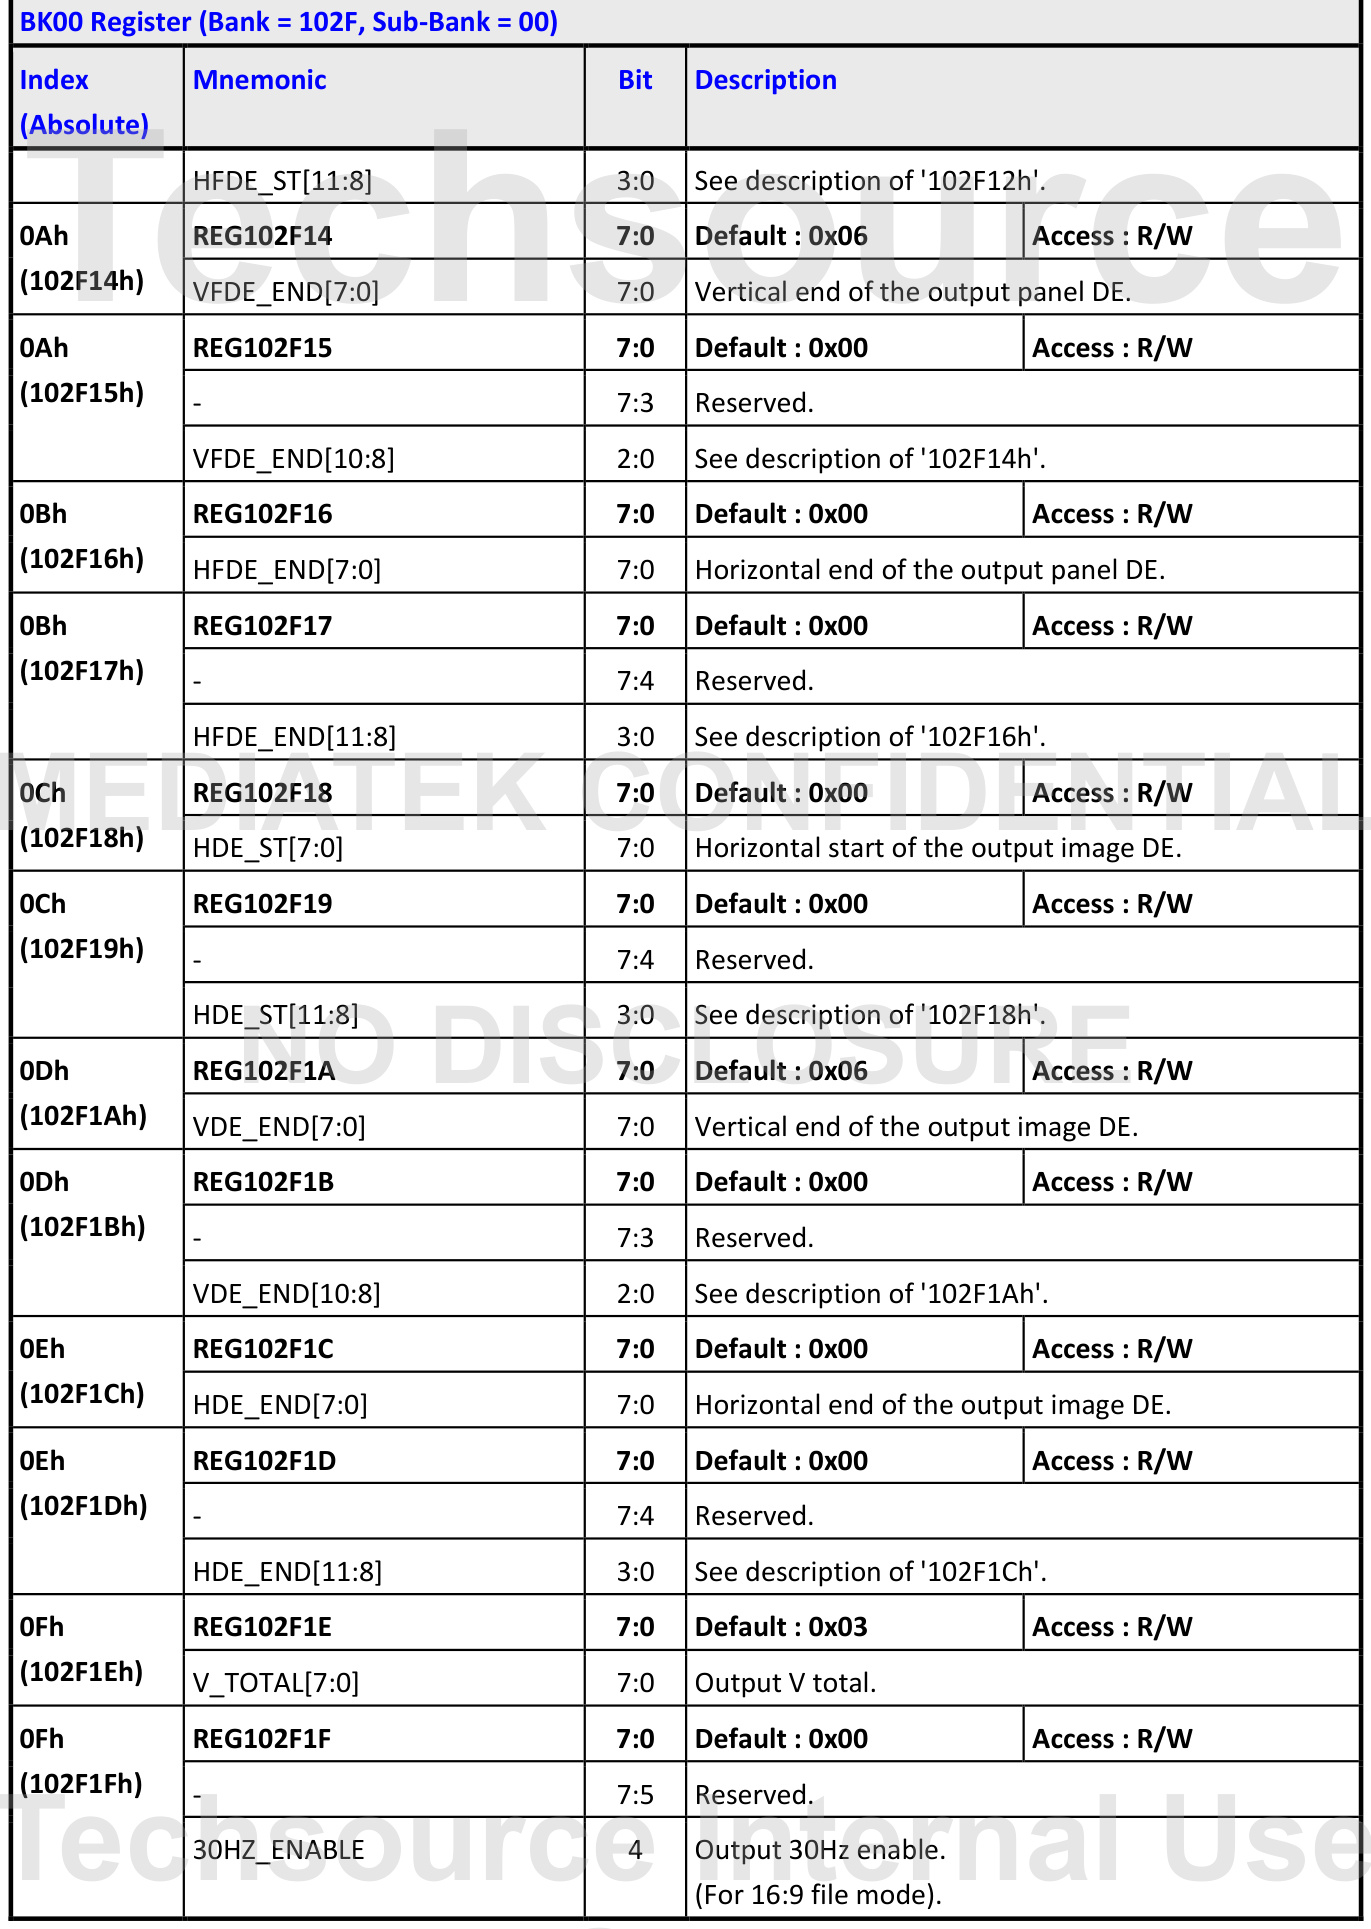 BK00 Register (Bank = 102F, Sub-Bank = 00)
Index (Absolute) Mnemonic Bit Description
HFDE_ST[11:8] 3:0 See description of '102F12h'.
0Ah (102F14h) REG102F14 7:0 Default : 0x06 Access : R/W
VFDE_END[7:0] 7:0 Vertical end of the output panel DE.
0Ah (102F15h) REG102F15 7:0 Default : 0x00 Access : R/W
- 7:3 Reserved.
VFDE_END[10:8] 2:0 See description of '102F14h'.
0Bh (102F16h) REG102F16 7:0 Default : 0x00 Access : R/W
HFDE_END[7:0] 7:0 Horizontal end of the output panel DE.
0Bh (102F17h) REG102F17 7:0 Default : 0x00 Access : R/W
- 7:4 Reserved.
HFDE_END[11:8] 3:0 See description of '102F16h'.
0Ch (102F18h) REG102F18 7:0 Default : 0x00 Access : R/W
HDE_ST[7:0] 7:0 Horizontal start of the output image DE.
0Ch (102F19h) REG102F19 7:0 Default : 0x00 Access : R/W
- 7:4 Reserved.
HDE_ST[11:8] 3:0 See description of '102F18h'.
0Dh (102F1Ah) REG102F1A 7:0 Default : 0x06 Access : R/W
VDE_END[7:0] 7:0 Vertical end of the output image DE.
0Dh (102F1Bh) REG102F1B 7:0 Default : 0x00 Access : R/W
- 7:3 Reserved.
VDE_END[10:8] 2:0 See description of '102F1Ah'.
0Eh (102F1Ch) REG102F1C 7:0 Default : 0x00 Access : R/W
HDE_END[7:0] 7:0 Horizontal end of the output image DE.
0Eh (102F1Dh) REG102F1D 7:0 Default : 0x00 Access : R/W
- 7:4 Reserved.
HDE_END[11:8] 3:0 See description of '102F1Ch'.
0Fh (102F1Eh) REG102F1E 7:0 Default : 0x03 Access : R/W
V_TOTAL[7:0] 7:0 Output V total.
0Fh (102F1Fh) REG102F1F 7:0 Default : 0x00 Access : R/W
- 7:5 Reserved.
30HZ_ENABLE 4 Output 30Hz enable.
(For 16:9 file mode).
Techsource
MEDIATEK CONFIDENTIAL
NO DISCLOSURE
Techsource Internal Use